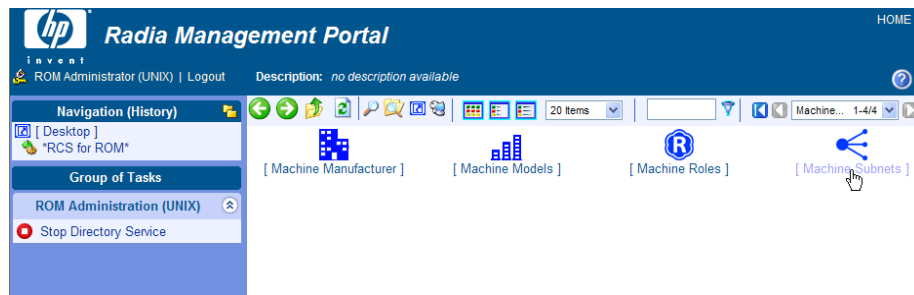 HOME
hp
Radia Management Portal
invent
ROM Administrator (UNIX) | Logout
Description: no description available
?
Navigation (History)
20 Items
Machine... 1-4/4
[ Desktop ]
*RCS for ROM*
[ Machine Manufacturer ]
[ Machine Models ]
R
[ Machine Roles ]
[ Machine Subnets ]
Group of Tasks
ROM Administration (UNIX)
Stop Directory Service